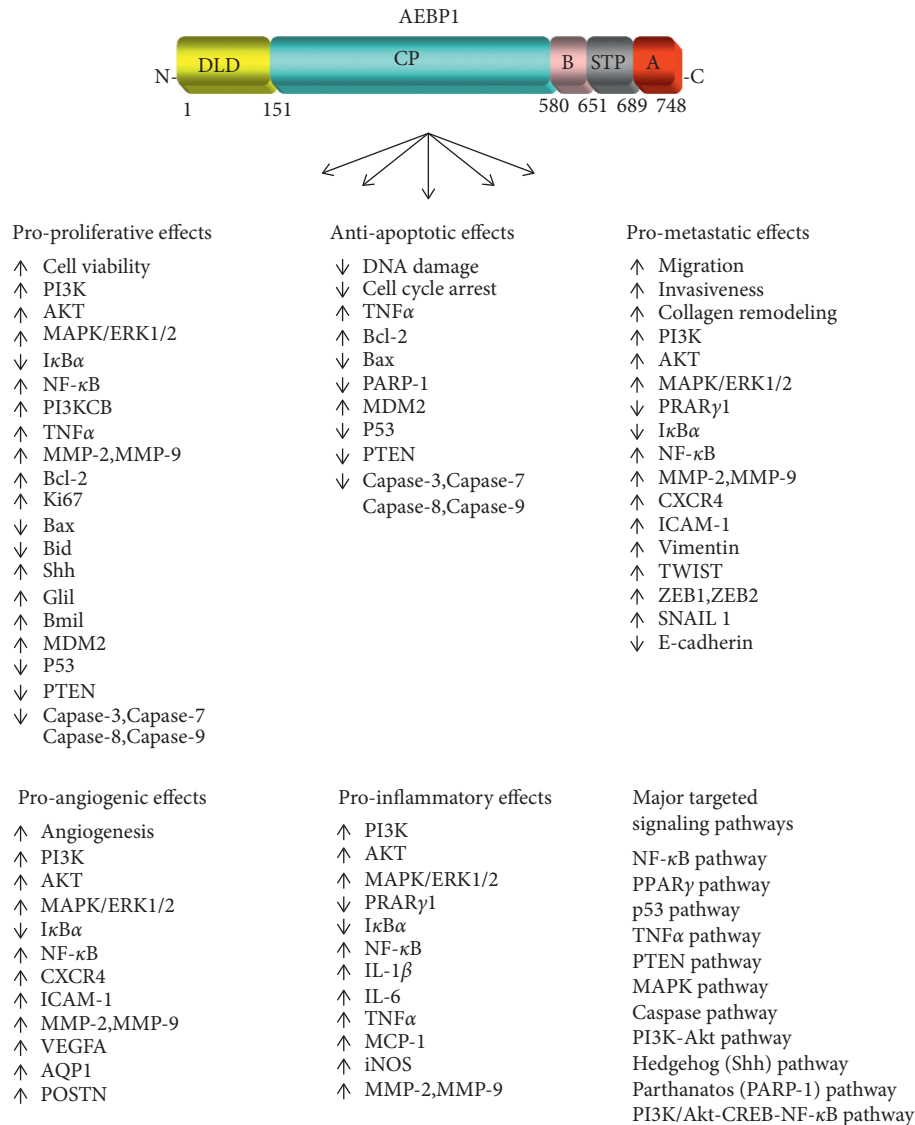 AEBP1
N- DLD CP B STP A -C
1 151 580 651 689 748
Pro-proliferative effects
↑ Cell viability
↑ PI3K
↑ AKT
↑ MAPK/ERK1/2
↓ IκBα
↑ NF-κB
↑ PI3KCB
↑ TNFα
↑ MMP-2,MMP-9
↑ Bcl-2
↑ Ki67
↓ Bax
↓ Bid
↑ Shh
↑ Glil
↑ Bmil
↑ MDM2
↓ P53
↓ PTEN
↓ Capase-3,Capase-7
Capase-8,Capase-9
Anti-apoptotic effects
↓ DNA damage
↓ Cell cycle arrest
↑ TNFα
↑ Bcl-2
↓ Bax
↓ PARP-1
↑ MDM2
↓ P53
↓ PTEN
↓ Capase-3,Capase-7
Capase-8,Capase-9
Pro-metastatic effects
↑ Migration
↑ Invasiveness
↑ Collagen remodeling
↑ PI3K
↑ AKT
↑ MAPK/ERK1/2
↓ PRARγ1
↓ IκBα
↑ NF-κB
↑ MMP-2,MMP-9
↑ CXCR4
↑ ICAM-1
↑ Vimentin
↑ TWIST
↑ ZEB1,ZEB2
↑ SNAIL 1
↓ E-cadherin
Pro-angiogenic effects
↑ Angiogenesis
↑ PI3K
↑ AKT
↑ MAPK/ERK1/2
↓ IκBα
↑ NF-κB
↑ CXCR4
↑ ICAM-1
↑ MMP-2,MMP-9
↑ VEGFA
↑ AQP1
↑ POSTN
Pro-inflammatory effects
↑ PI3K
↑ AKT
↑ MAPK/ERK1/2
↓ PRARγ1
↓ IκBα
↑ NF-κB
↑ IL-1β
↑ IL-6
↑ TNFα
↑ MCP-1
↑ iNOS
↑ MMP-2,MMP-9
Major targeted
signaling pathways
NF-κB pathway
PPARγ pathway
p53 pathway
TNFα pathway
PTEN pathway
MAPK pathway
Caspase pathway
PI3K-Akt pathway
Hedgehog (Shh) pathway
Parthanatos (PARP-1) pathway
PI3K/Akt-CREB-NF-κB pathway